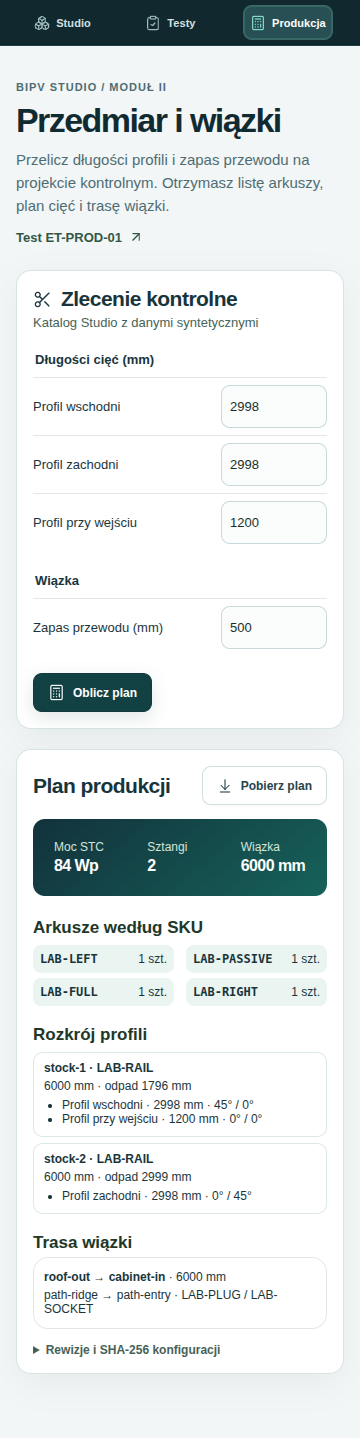 Studio Testy Produkcja
BIPV STUDIO / MODUŁ II
Przedmiar i wiązki
Przelicz długości profili i zapas przewodu na
projekcie kontrolnym. Otrzymasz listę arkuszy,
plan cięć i trasę wiązki.
Test ET-PROD-01
Zlecenie kontrolne
Katalog Studio z danymi syntetycznymi
Długości cięć (mm)
Profil wschodni 2998
Profil zachodni 2998
Profil przy wejściu 1200
Wiązka
Zapas przewodu (mm) 500
Oblicz plan
Plan produkcji Pobierz plan
Moc STC Sztangi Wiązka
84 Wp 2 6000 mm
Arkusze według SKU
LAB-LEFT 1 szt. LAB-PASSIVE 1 szt.
LAB-FULL 1 szt. LAB-RIGHT 1 szt.
Rozkrój profili
stock-1 · LAB-RAIL
6000 mm · odpad 1796 mm
• Profil wschodni · 2998 mm · 45° / 0°
• Profil przy wejściu · 1200 mm · 0° / 0°
stock-2 · LAB-RAIL
6000 mm · odpad 2999 mm
• Profil zachodni · 2998 mm · 0° / 45°
Trasa wiązki
roof-out → cabinet-in · 6000 mm
path-ridge → path-entry · LAB-PLUG / LAB-
SOCKET
Rewizje i SHA-256 konfiguracji